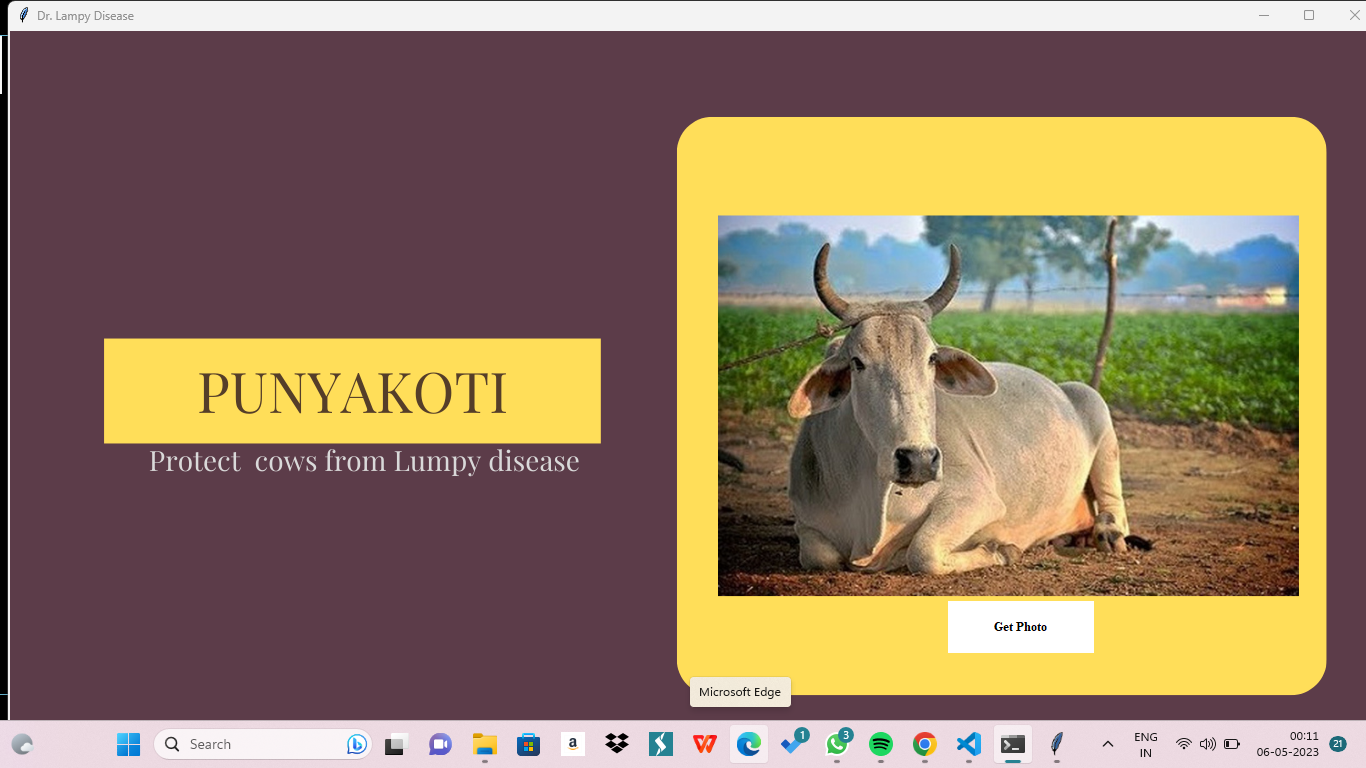 Dr. Lampy Disease
PUNYAKOTI
Protect cows from Lumpy disease
Get Photo
Microsoft Edge
Search
1
3
ENG
IN
00:11
06-05-2023
21